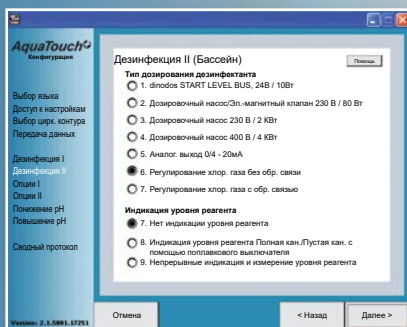 AquaTouch
Конфигурация
Выбор языка
Доступ к настройкам
Выбор цирк. контура
Передача данных
Дезинфекция I
Дезинфекция II
Опции I
Опции II
Понижение pH
Повышение pH
Сводный протокол
Version: 2.1.5001.17251
Дезинфекция II (Бассейн)
Помощь
Тип дозирования дезинфектанта
1. dinodos START LEVEL BUS, 24В / 10Вт
2. Дозировочный насос/Эл.-магнитный клапан 230 В / 80 Вт
3. Дозировочный насос 230 В / 2 КВт
4. Дозировочный насос 400 В / 4 КВт
5. Аналог. выход 0/4 - 20мА
6. Регулирование хлор. газа без обр. связи
7. Регулирование хлор. газа с обр. связью
Индикация уровня реагента
7. Нет индикации уровня реагента
8. Индикация уровня реагента Полная кан./Пустая кан. с
помощью поплавкового выключателя
9. Непрерывные индикация и измерение уровня реагента
Отмена
< Назад
Далее >